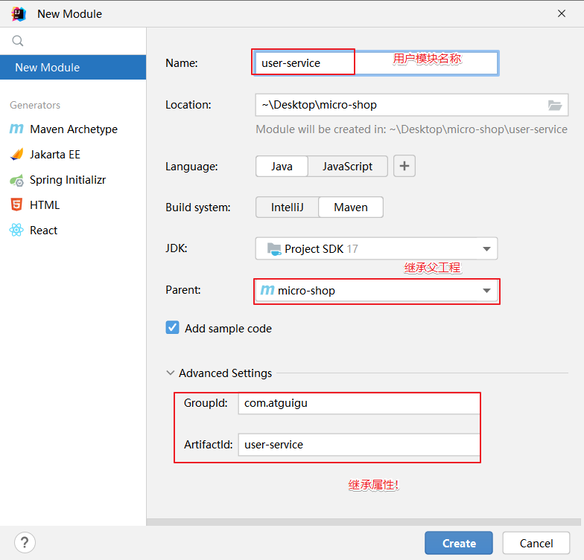 New Module
New Module
Generators
Maven Archetype
Jakarta EE
Spring Initializr
HTML
React
Name:
user-service
用户模块名称
Location:
~\Desktop\micro-shop
Module will be created in: ~\Desktop\micro-shop\user-service
Language:
Java
JavaScript
+
Build system:
IntelliJ
Maven
JDK:
Project SDK 17
继承父工程
Parent:
m micro-shop
Add sample code
Advanced Settings
GroupId:
com.atguigu
ArtifactId:
user-service
继承属性!
?
Create
Cancel